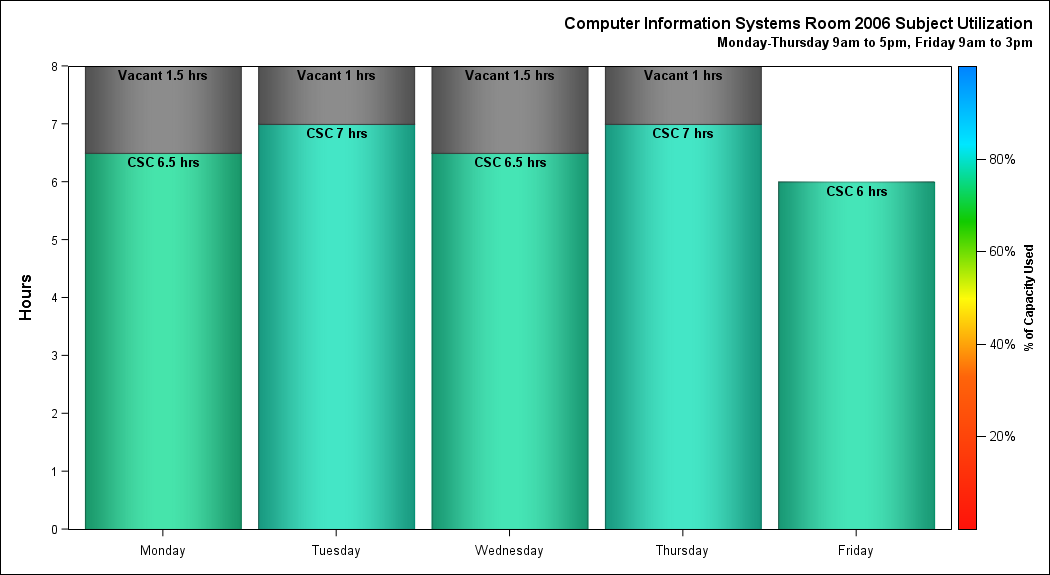 Computer Information Systems Room 2006 Subject Utilization
Monday-Thursday 9am to 5pm, Friday 9am to 3pm
Hours
8
7
6
5
4
3
2
1
0
Vacant 1.5 hrs
CSC 6.5 hrs
Vacant 1 hrs
CSC 7 hrs
Vacant 1.5 hrs
CSC 6.5 hrs
Vacant 1 hrs
CSC 7 hrs
CSC 6 hrs
Monday
Tuesday
Wednesday
Thursday
Friday
80%
60%
40%
20%
% of Capacity Used